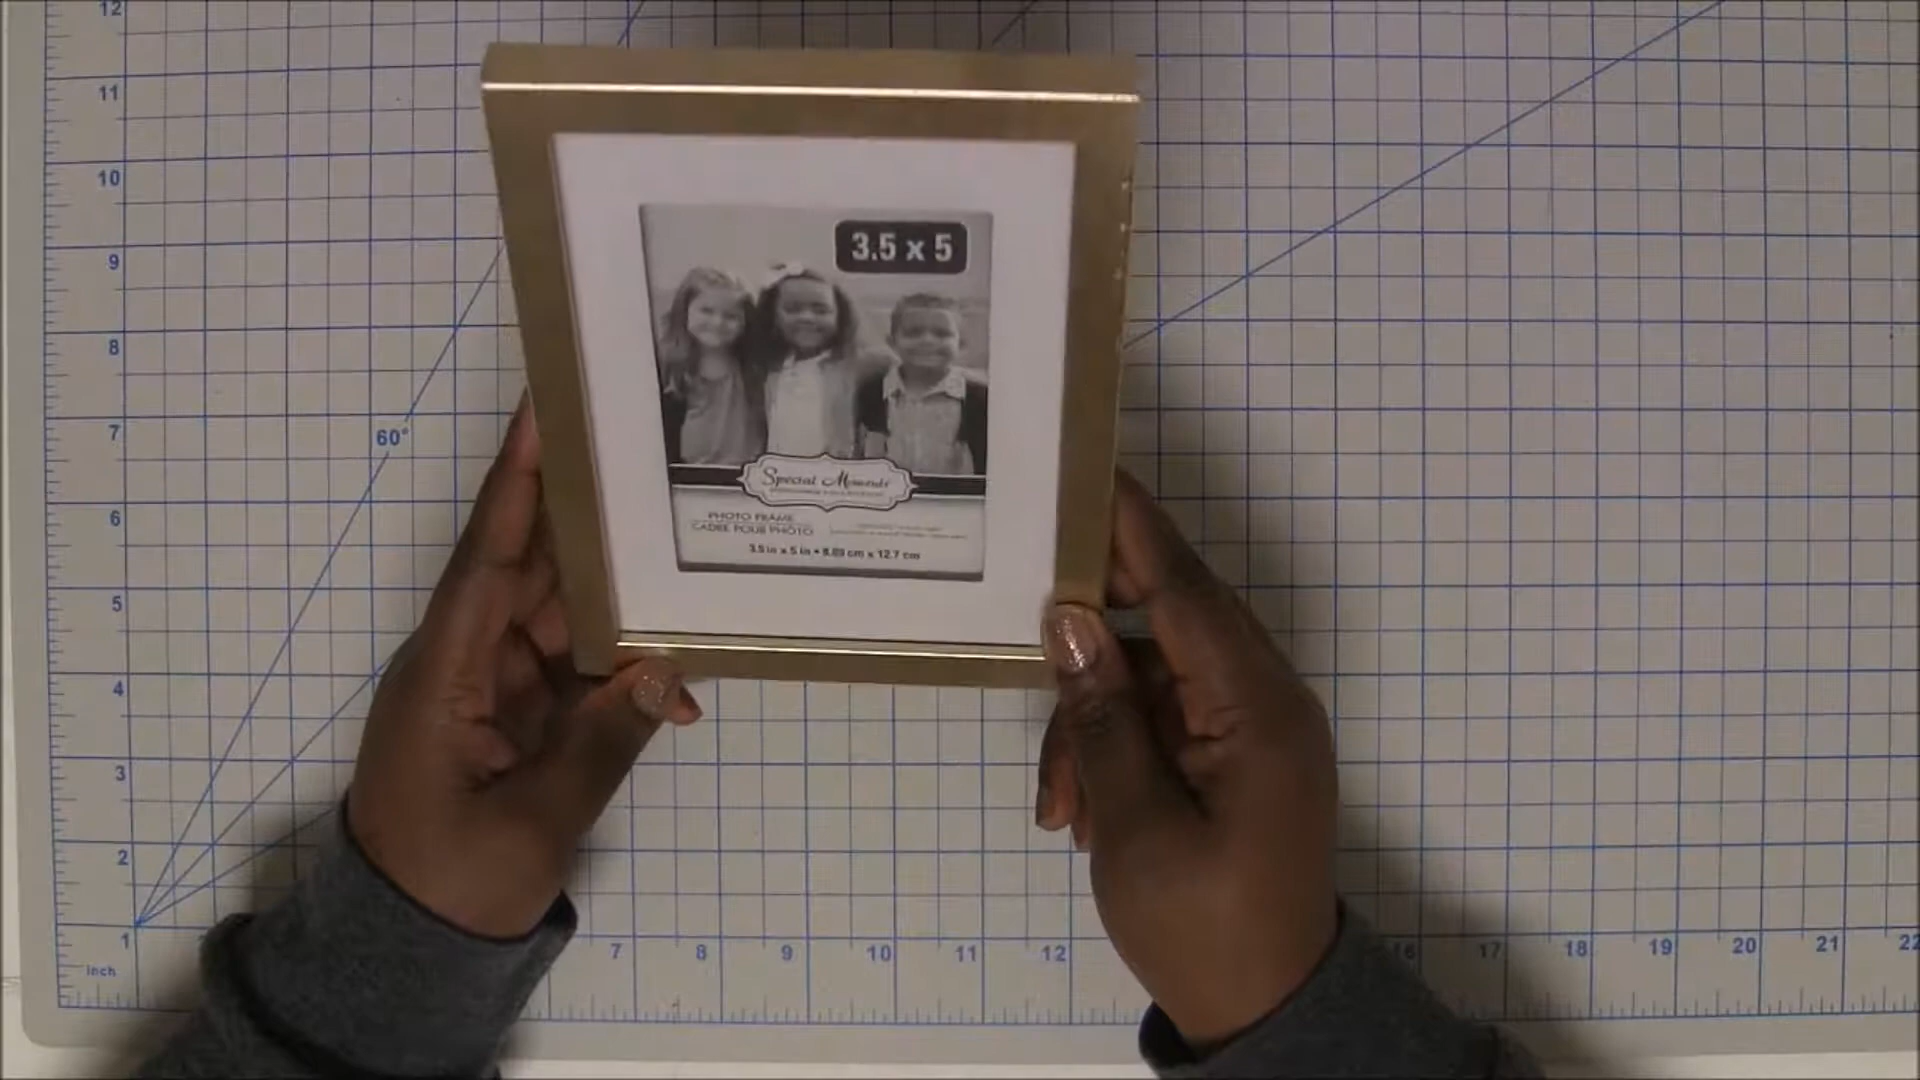 12
11
10
9
8
7
60°
6
5
4
3
2
1
inch
7 8 9 10 11 12 16 17 18 19 20 21 22
3.5 x 5
Special Moments
PHOTO FRAME
CADRE POUR PHOTO
3.5 in x 5 in • 8.89 cm x 12.7 cm